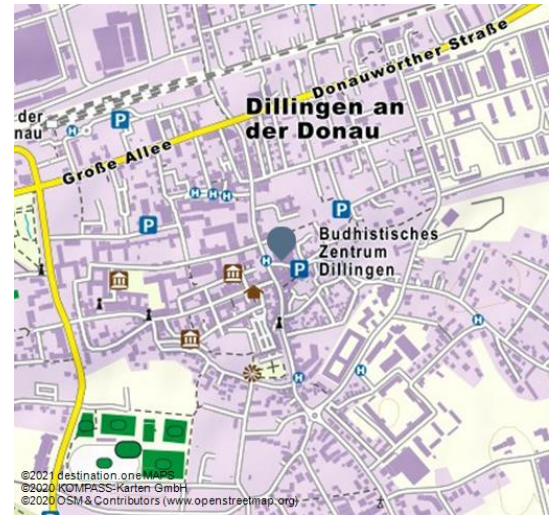 Donauwörther Straße
Dillingen an
der Donau
der
nau
Große Allee
P
H
H H H
P
P
Budhistisches
Zentrum
Dillingen
H
P
H
H
H
©2021 destination.one MAPS
©2020 KOMPASS-Karten GmbH
©2020 OSM & Contributors (www.openstreetmap.org)